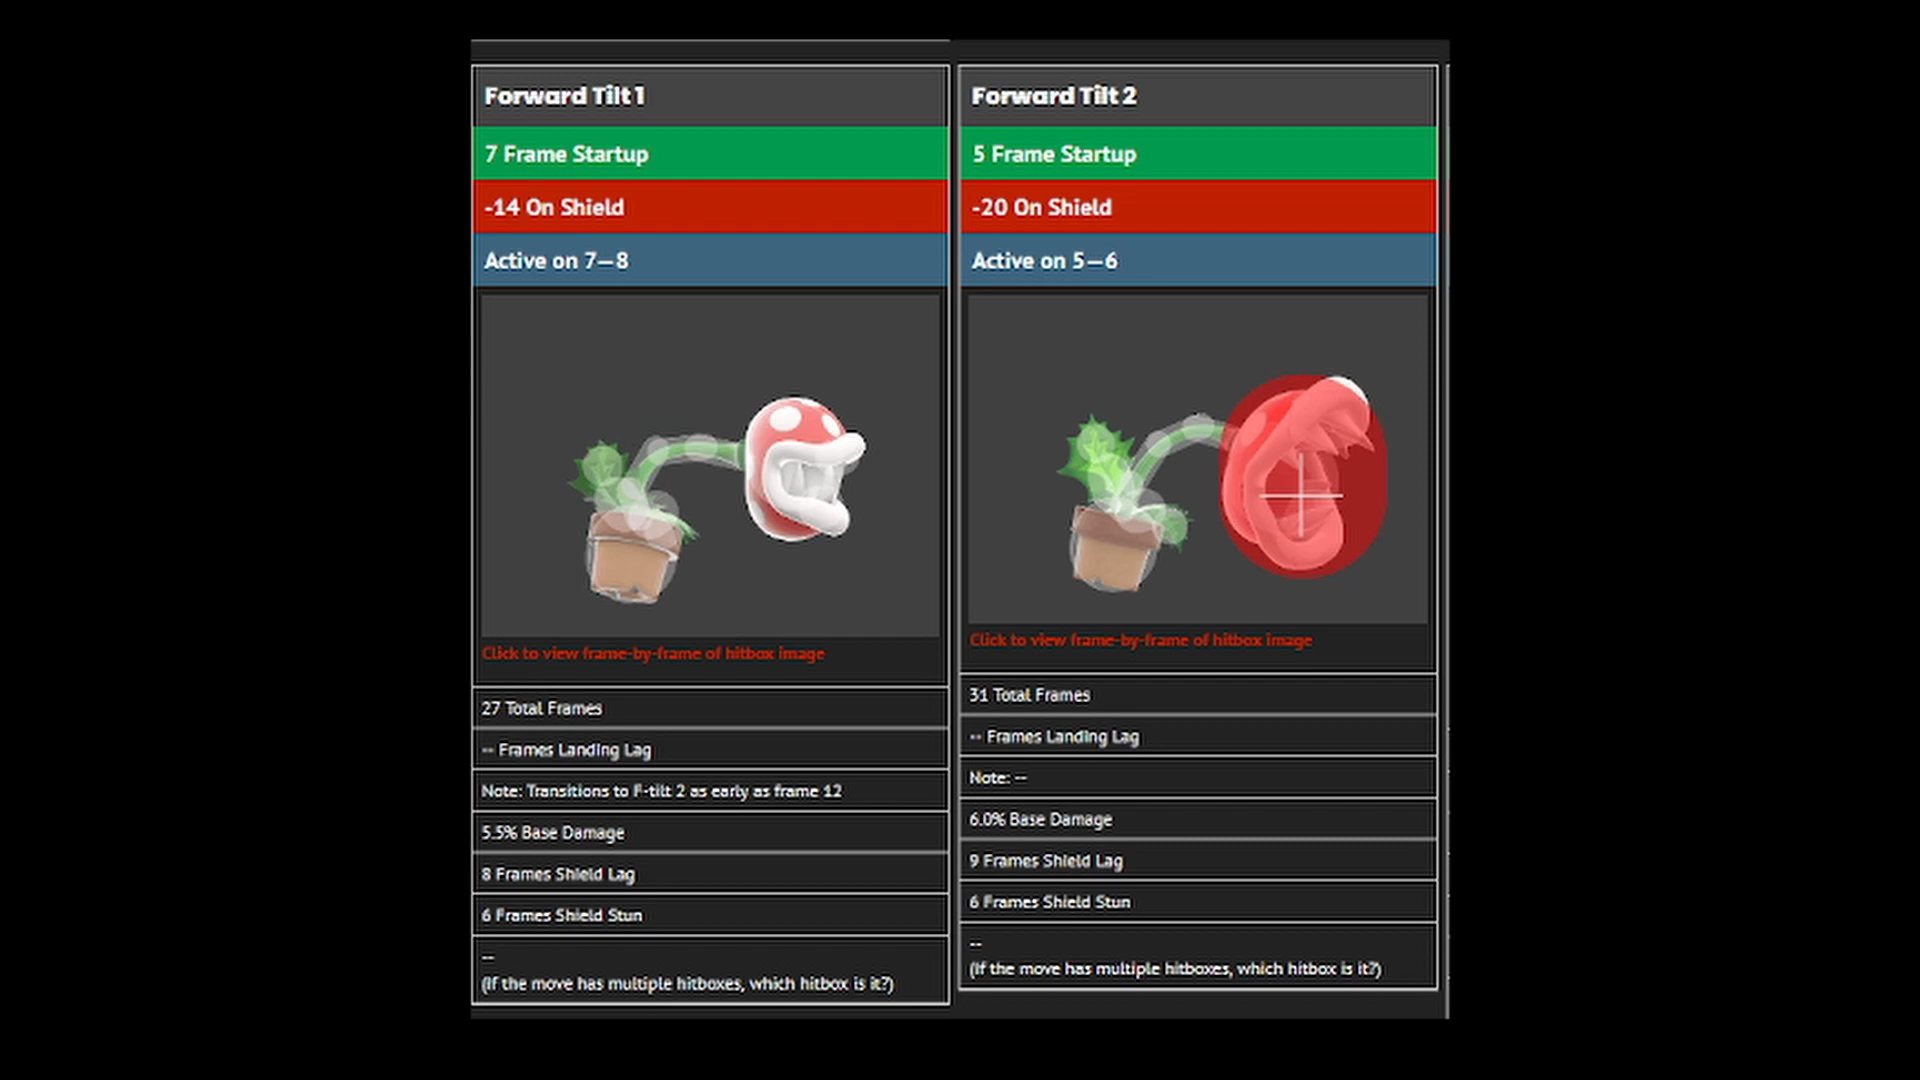 Forward Tilt 1
7 Frame Startup
-14 On Shield
Active on 7—8
Click to view frame-by-frame of hitbox image
27 Total Frames
-- Frames Landing Lag
Note: Transitions to F-tilt 2 as early as frame 12
5.5% Base Damage
8 Frames Shield Lag
6 Frames Shield Stun
--
(If the move has multiple hitboxes, which hitbox is it?)
Forward Tilt 2
5 Frame Startup
-20 On Shield
Active on 5—6
Click to view frame-by-frame of hitbox image
31 Total Frames
-- Frames Landing Lag
Note: --
6.0% Base Damage
9 Frames Shield Lag
6 Frames Shield Stun
--
(If the move has multiple hitboxes, which hitbox is it?)